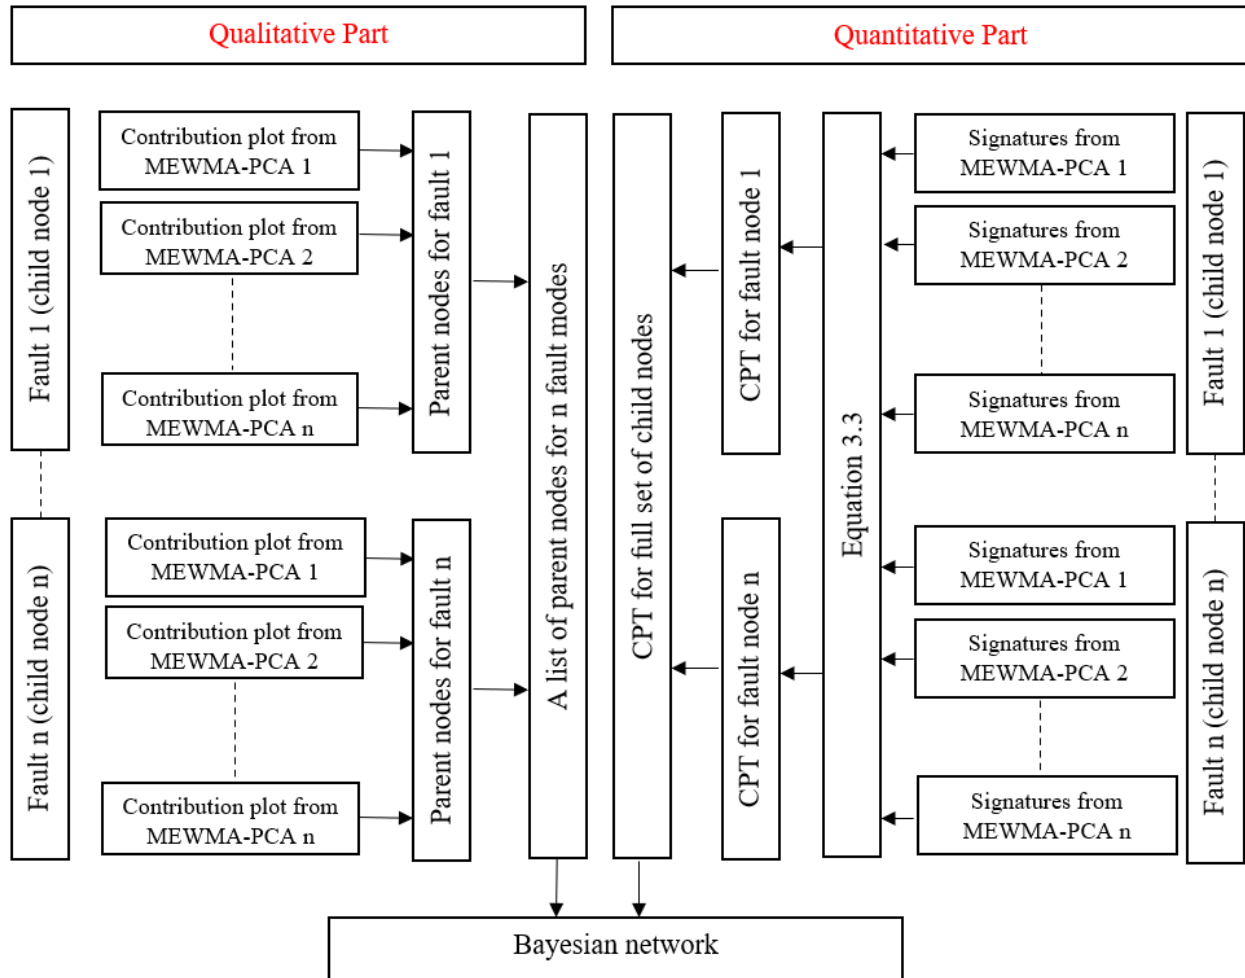 Qualitative Part
Quantitative Part
Fault 1 (child node 1)
Contribution plot from
MEWMA-PCA 1
Contribution plot from
MEWMA-PCA 2
Contribution plot from
MEWMA-PCA n
Parent nodes for fault 1
Fault n (child node n)
Contribution plot from
MEWMA-PCA 1
Contribution plot from
MEWMA-PCA 2
Contribution plot from
MEWMA-PCA n
Parent nodes for fault n
A list of parent nodes for n fault modes
CPT for full set of child nodes
CPT for fault node 1
CPT for fault node n
Equation 3.3
Signatures from
MEWMA-PCA 1
Signatures from
MEWMA-PCA 2
Signatures from
MEWMA-PCA n
Fault 1 (child node 1)
Signatures from
MEWMA-PCA 1
Signatures from
MEWMA-PCA 2
Signatures from
MEWMA-PCA n
Fault n (child node n)
Bayesian network